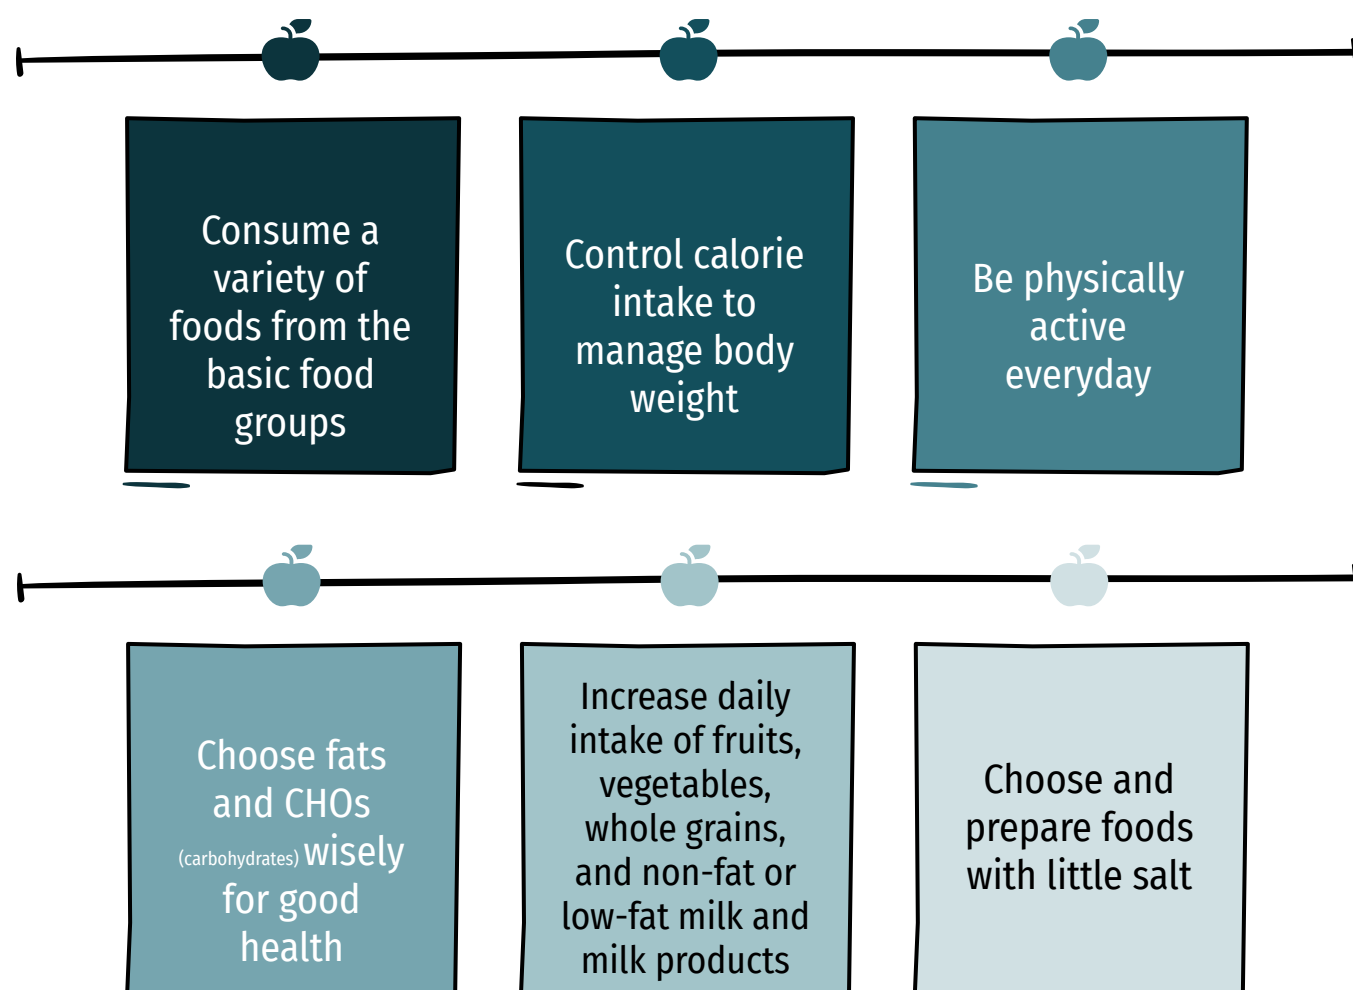 Consume a
variety of
foods from the
basic food
groups
Control calorie
intake to
manage body
weight
Be physically
active
everyday
Choose fats
and CHOs
(carbohydrates) wisely
for good
health
Increase daily
intake of fruits,
vegetables,
whole grains,
and non-fat or
low-fat milk and
milk products
Choose and
prepare foods
with little salt